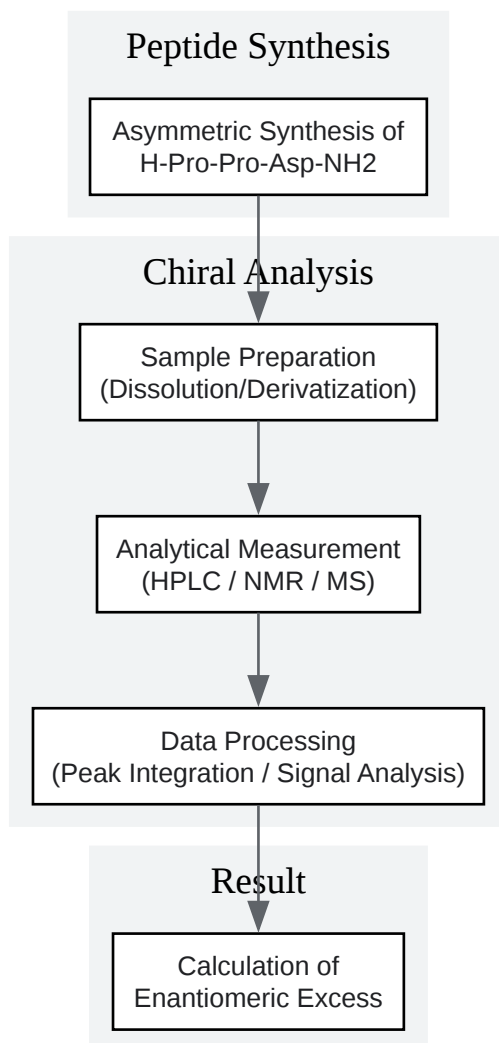 Peptide Synthesis
Asymmetric Synthesis of
H-Pro-Pro-Asp-NH2
Chiral Analysis
Sample Preparation
(Dissolution/Derivatization)
Analytical Measurement
(HPLC / NMR / MS)
Data Processing
(Peak Integration / Signal Analysis)
Result
Calculation of
Enantiomeric Excess